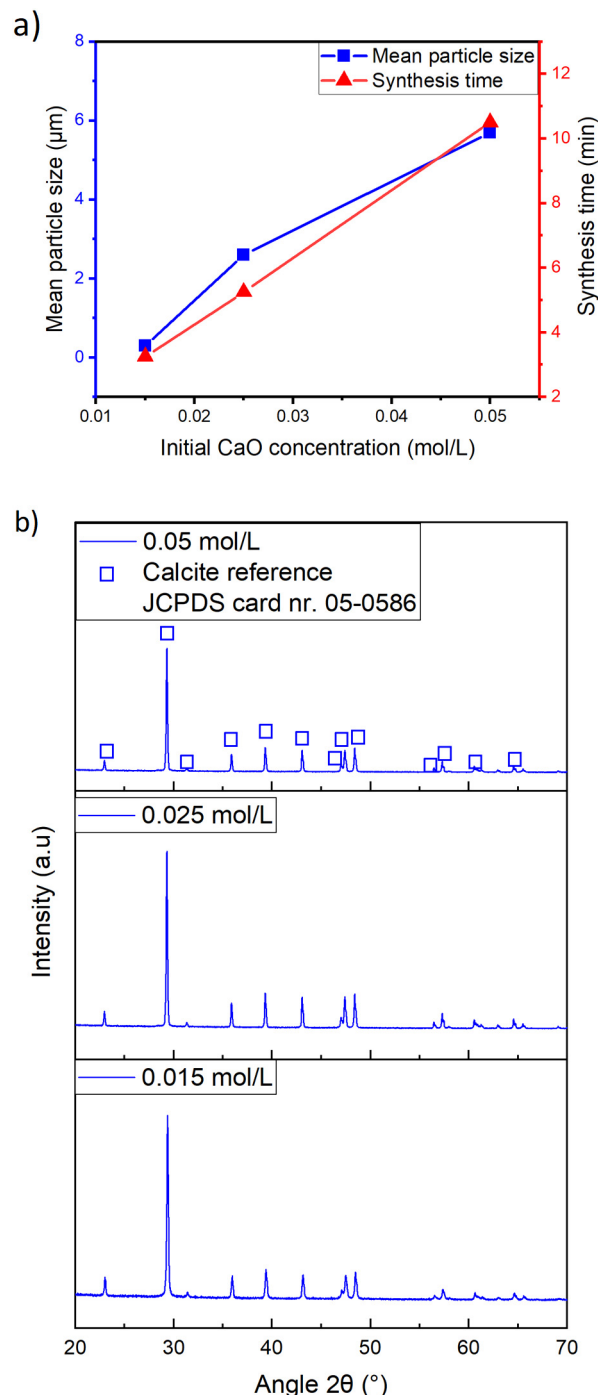 a)
Mean particle size
Synthesis time
8
6
4
2
0
Mean particle size (µm)
12
10
8
6
4
2
Synthesis time (min)
0.01
0.02
0.03
0.04
0.05
Initial CaO concentration (mol/L)
b)
0.05 mol/L
Calcite reference
JCPDS card nr. 05-0586
0.025 mol/L
Intensity (a.u)
0.015 mol/L
20
30
40
50
60
70
Angle 2θ (°)